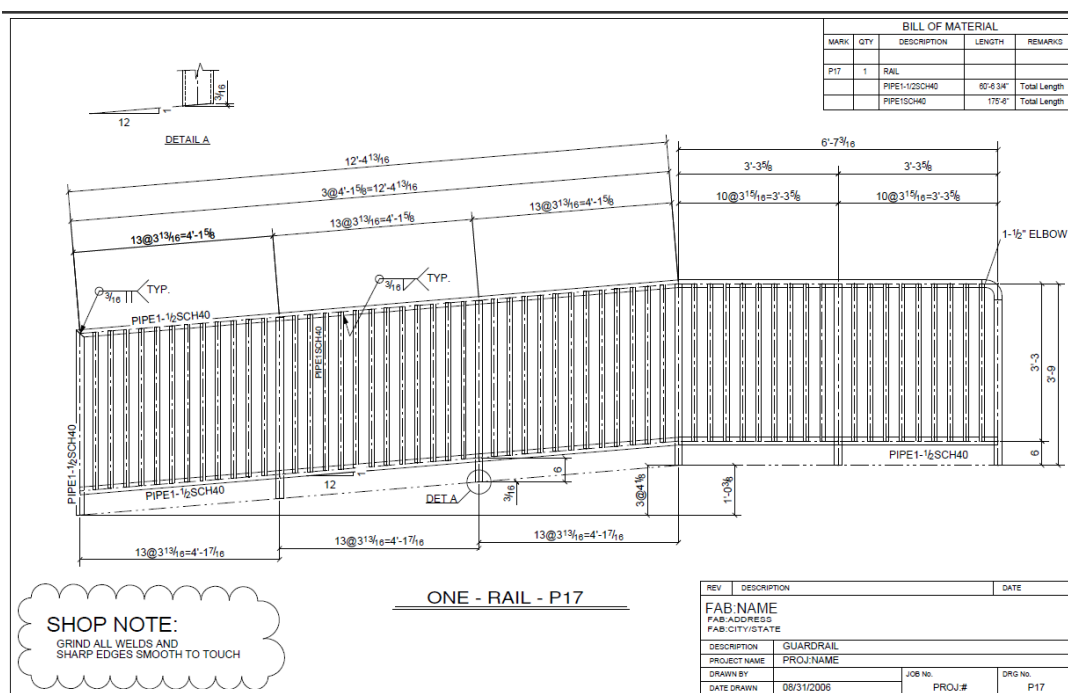 BILL OF MATERIAL
MARK QTY DESCRIPTION LENGTH REMARKS
P17 1 RAIL
PIPE1-1/2SCH40 60'-6 3/4" Total Length
PIPE1SCH40 175'-6" Total Length
3/16
1
12
DETAIL A
12'-4 13/16
3@4'-1 5/8=12'-4 13/16
13@3 13/16=4'-1 5/8
13@3 13/16=4'-1 5/8
13@3 13/16=4'-1 5/8
6'-7 3/16
3'-3 5/8 3'-3 5/8
10@3 15/16=3'-3 5/8 10@3 15/16=3'-3 5/8
1-1/2" ELBOW
3/16 TYP.
3/16 TYP.
PIPE1-1/2SCH40
PIPE1SCH40
PIPE1-1/2SCH40
PIPE1-1/2SCH40
PIPE1-1/2SCH40
3'-3
3'-9
6
12
1
DET A
3/16
6
3@4 1/8
1'-0 3/8
13@3 13/16=4'-1 7/16
13@3 13/16=4'-1 7/16
13@3 13/16=4'-1 7/16
ONE - RAIL - P17
SHOP NOTE:
GRIND ALL WELDS AND
SHARP EDGES SMOOTH TO TOUCH
REV DESCRIPTION DATE
FAB:NAME
FAB:ADDRESS
FAB:CITY/STATE
DESCRIPTION GUARDRAIL
PROJECT NAME PROJ:NAME
DRAWN BY JOB No. DRG No.
DATE DRAWN 08/31/2006 PROJ:# P17